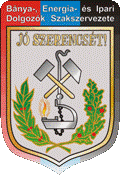 Bánya-, Energia- és Ipari
Dolgozók Szakszervezete
JÓ SZERENCSÉT!